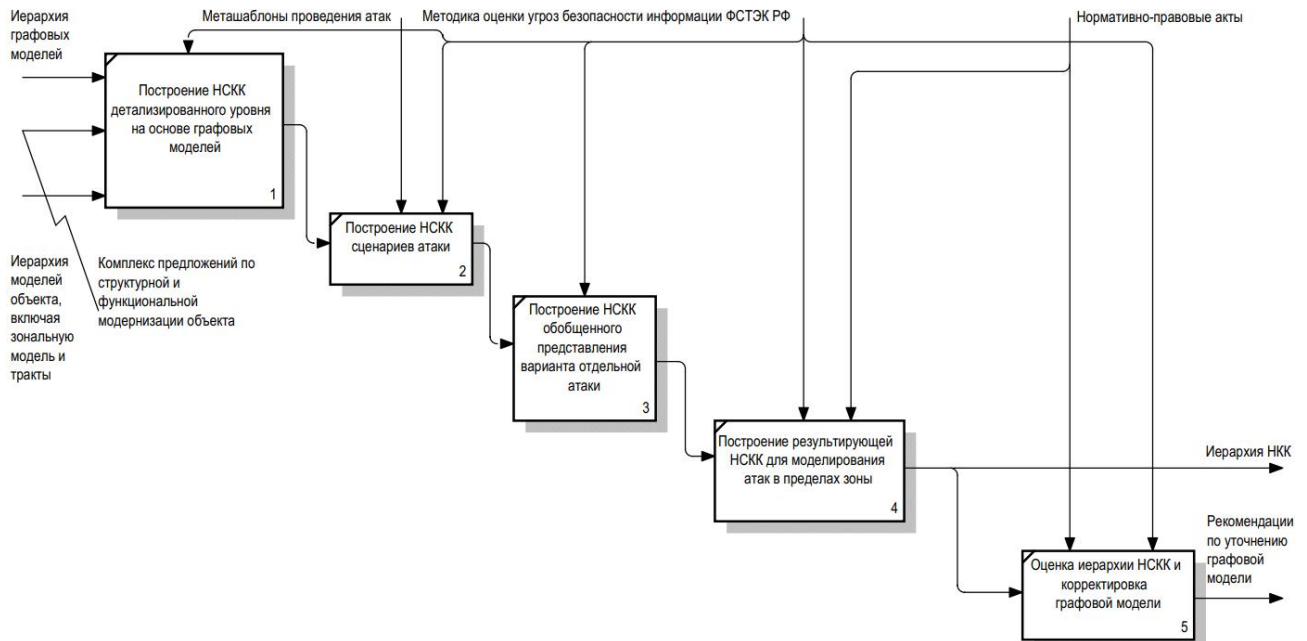 Иерархия
графовых
моделей
Меташаблоны проведения атак
Методика оценки угроз безопасности информации ФСТЭК РФ
Нормативно-правовые акты
Построение НСКК
детализированного уровня
на основе графовых
моделей
1
Построение НСКК
сценариев атаки
2
Иерархия
моделей
объекта,
включая
зональную
модель и
тракты
Комплекс предложений по
структурной и
функциональной
модернизации объекта
Построение НСКК
обобщенного
представления
варианта отдельной
атаки
3
Построение результирующей
НСКК для моделирования
атак в пределах зоны
4
Иерархия НКК
Рекомендации
по уточнению
графовой
модели
Оценка иерархии НСКК и
корректировка
графовой модели
5